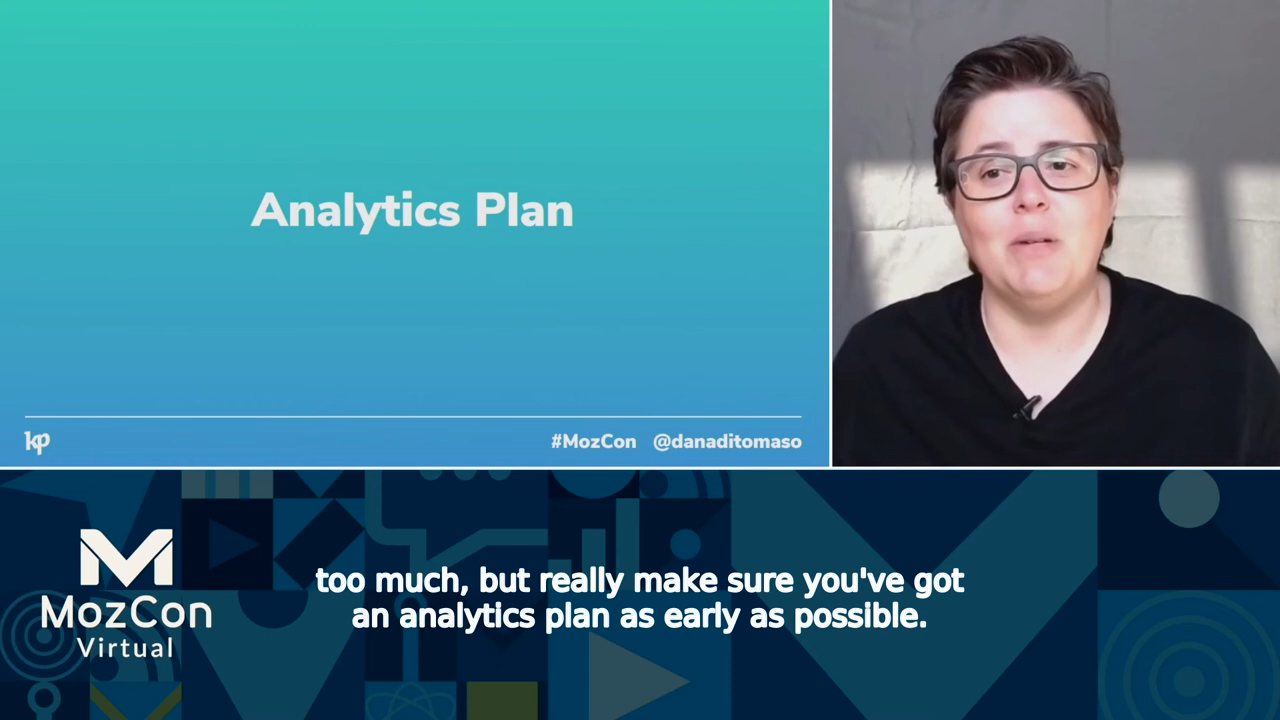 Analytics Plan
kp
#MozCon @danaditomaso
M
MozCon
Virtual
too much, but really make sure you've got
an analytics plan as early as possible.